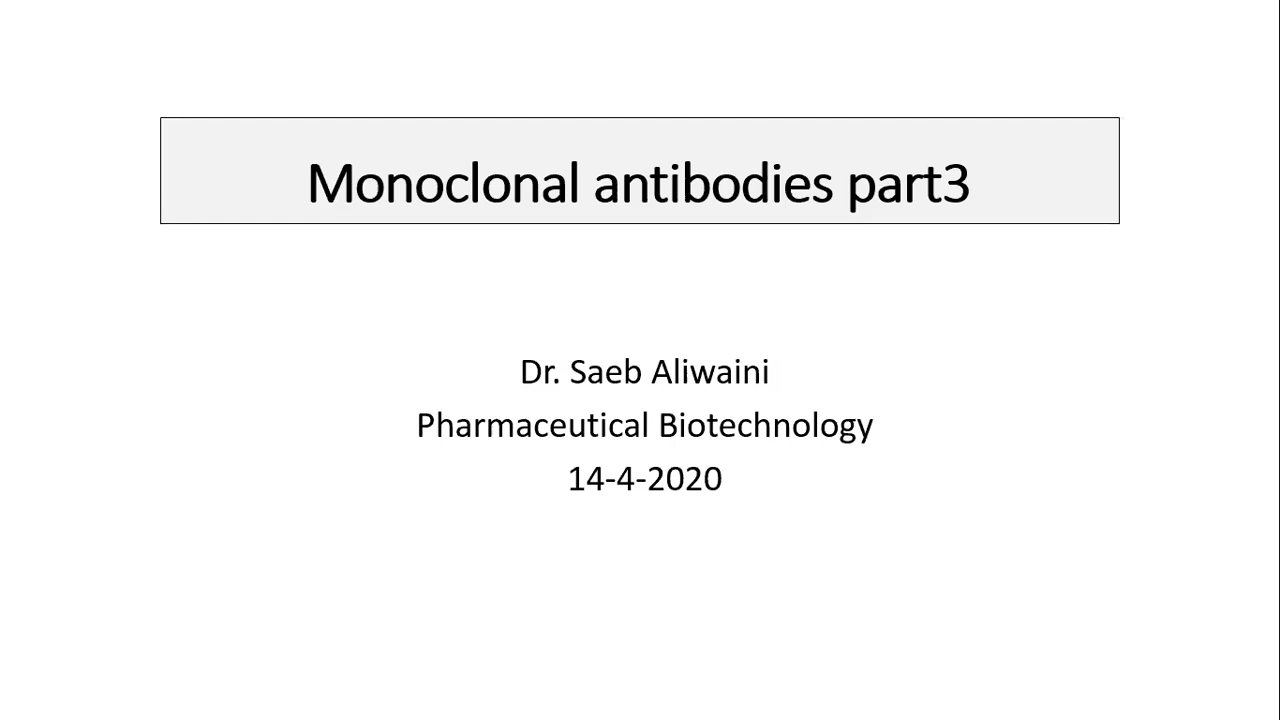 Monoclonal antibodies part3
Dr. Saeb Aliwaini
Pharmaceutical Biotechnology
14-4-2020